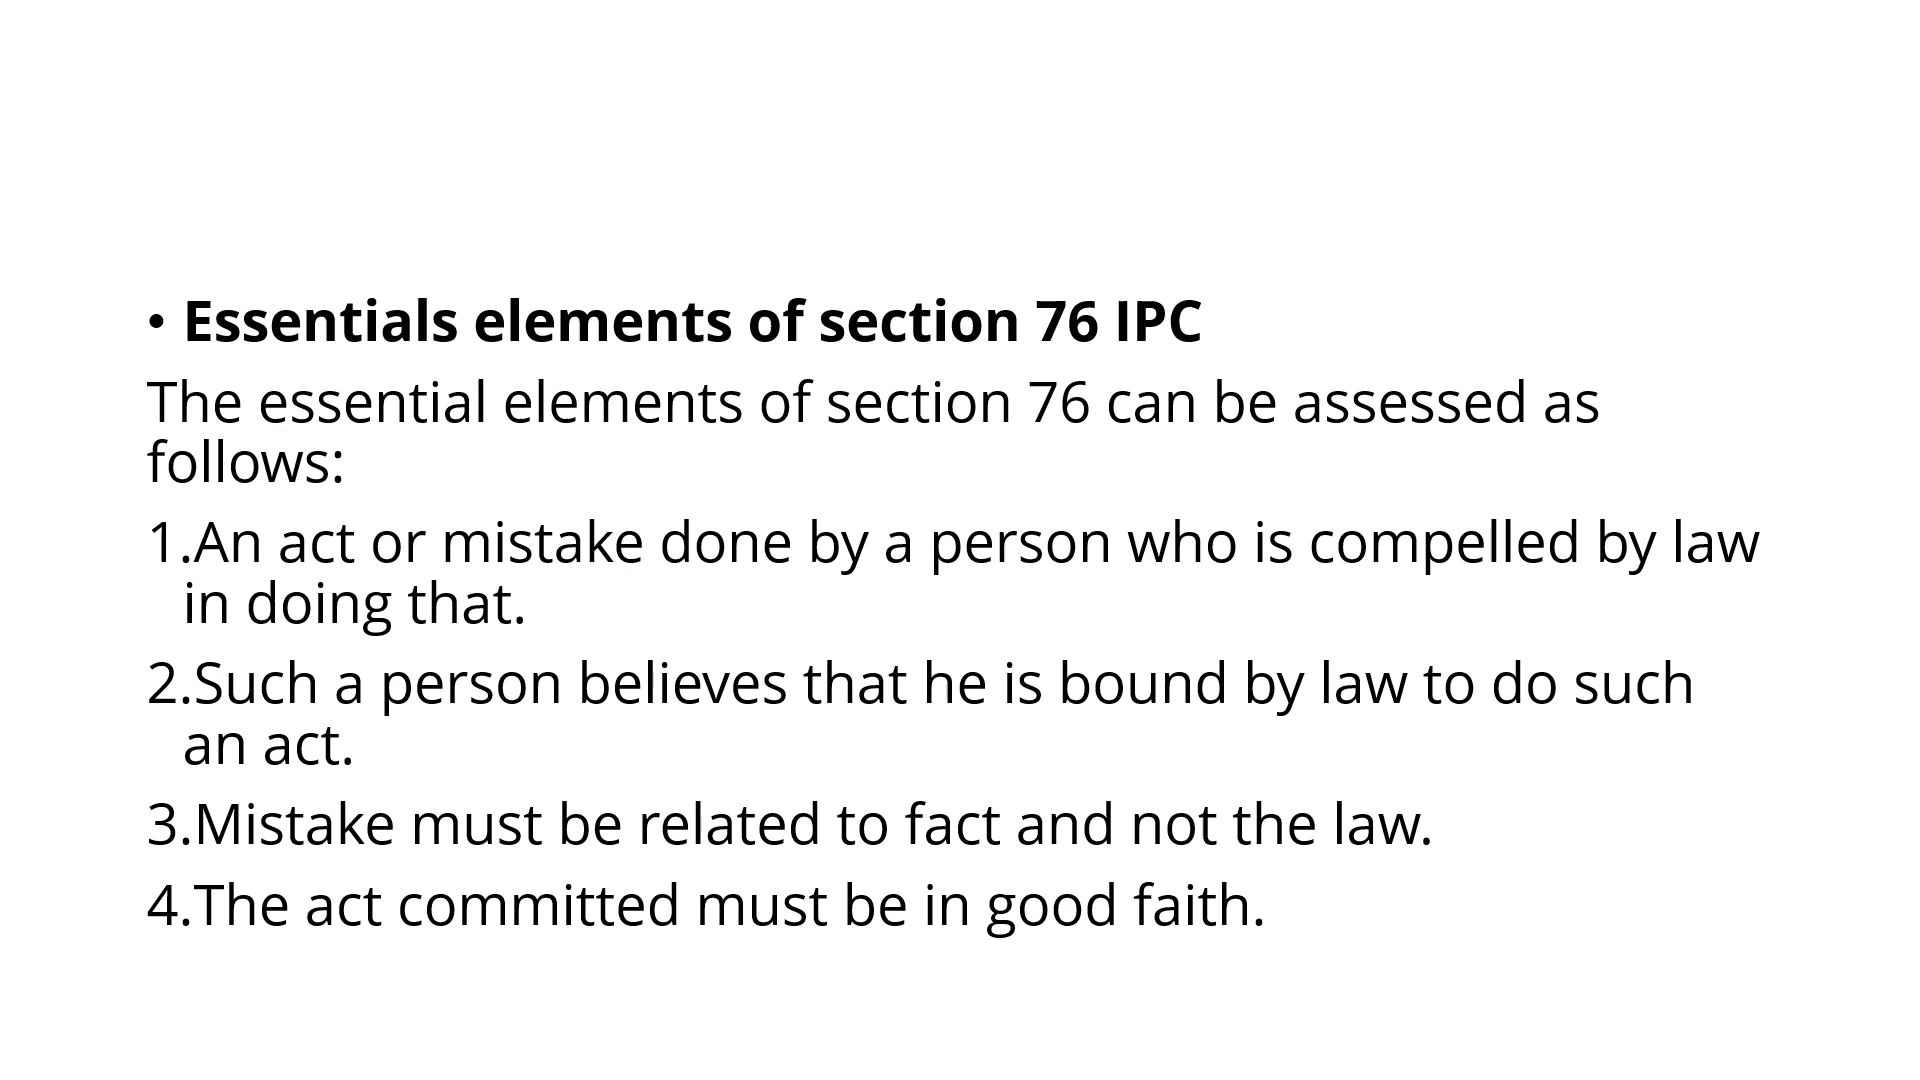 • Essentials elements of section 76 IPC
The essential elements of section 76 can be assessed as
follows:
1.An act or mistake done by a person who is compelled by law
in doing that.
2.Such a person believes that he is bound by law to do such
an act.
3.Mistake must be related to fact and not the law.
4.The act committed must be in good faith.